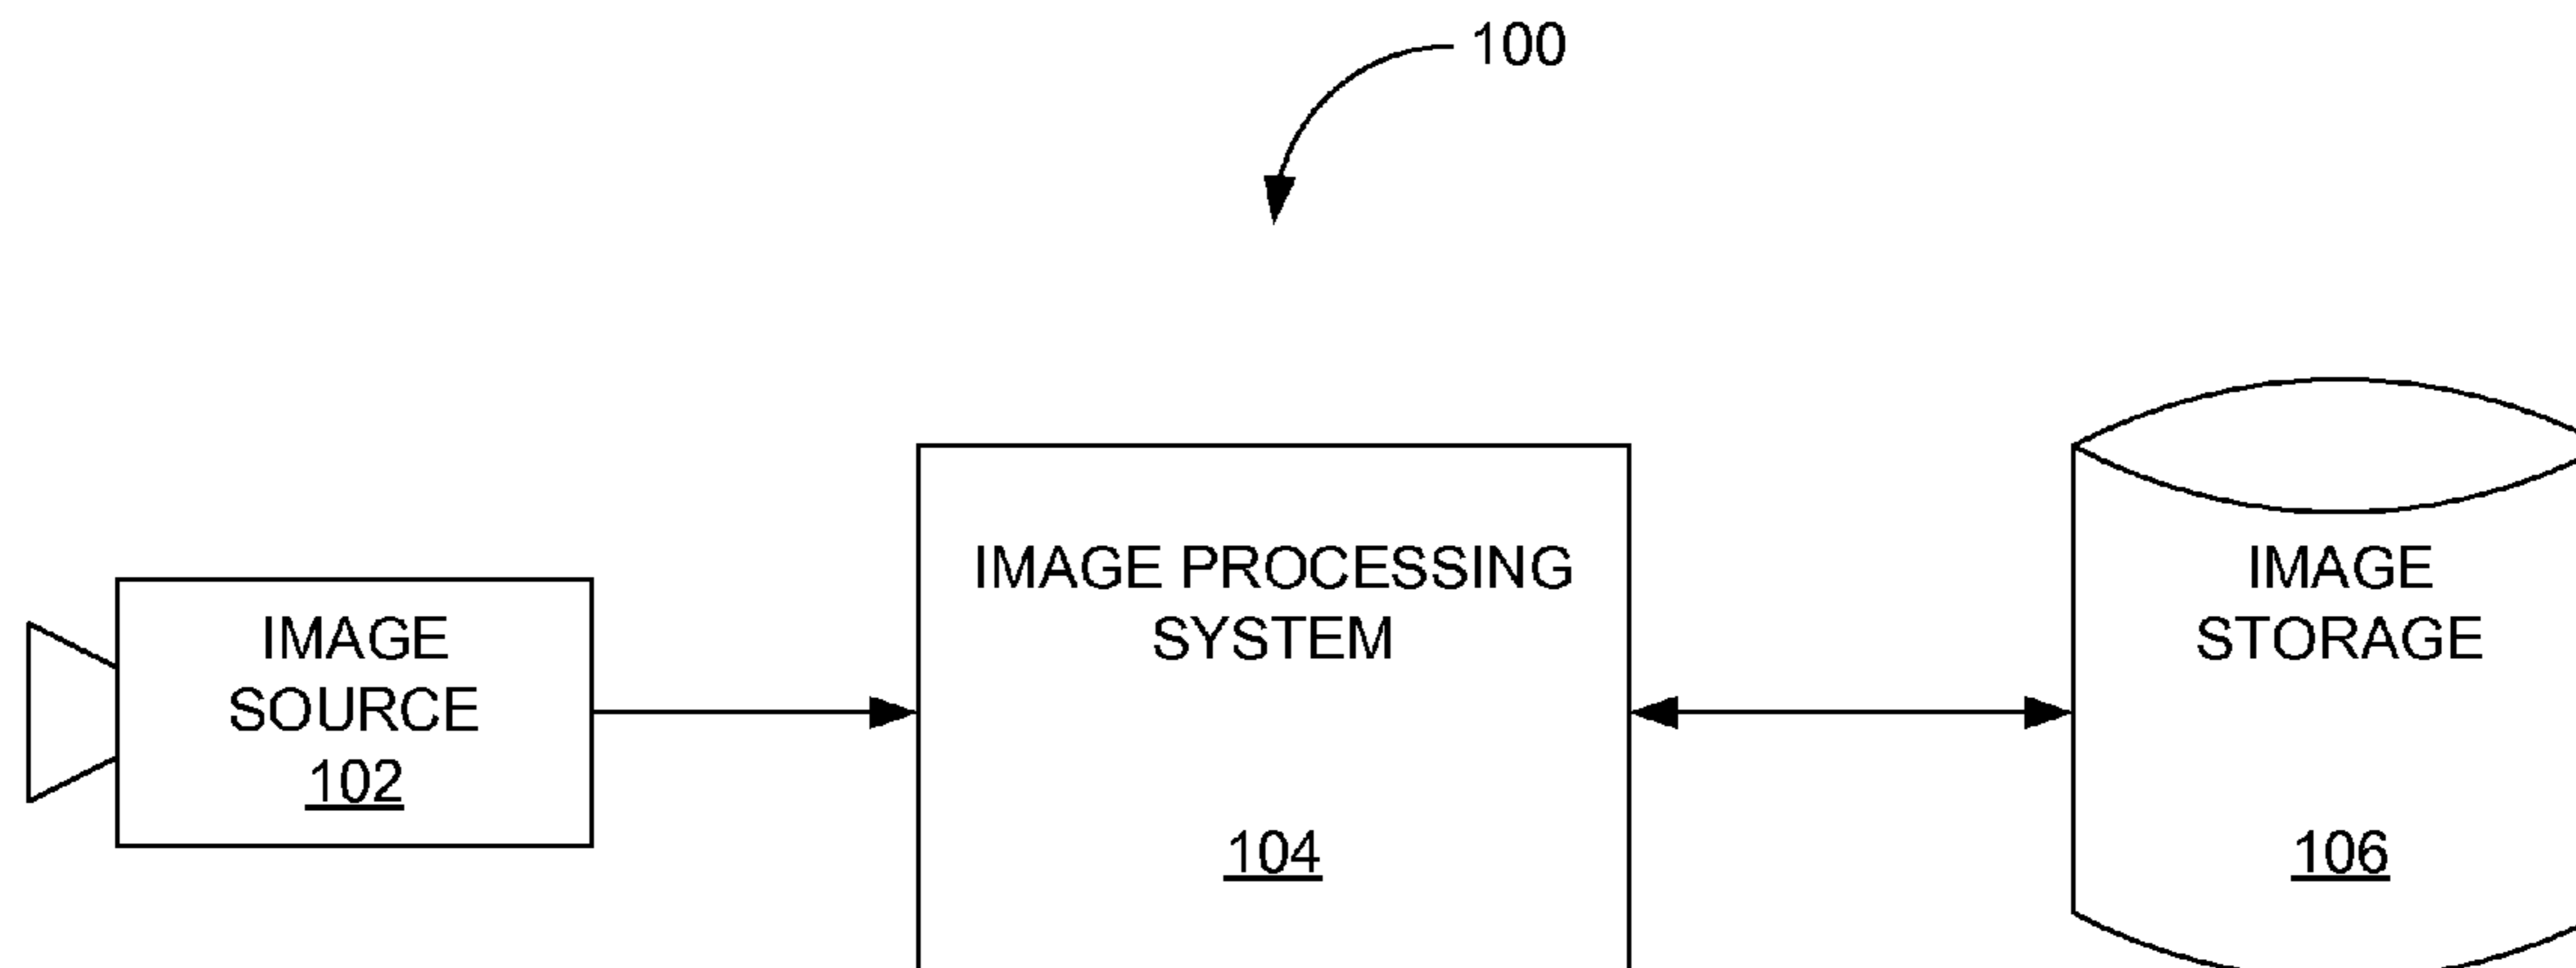 100
IMAGE
SOURCE
102
IMAGE PROCESSING
SYSTEM
104
IMAGE
STORAGE
106